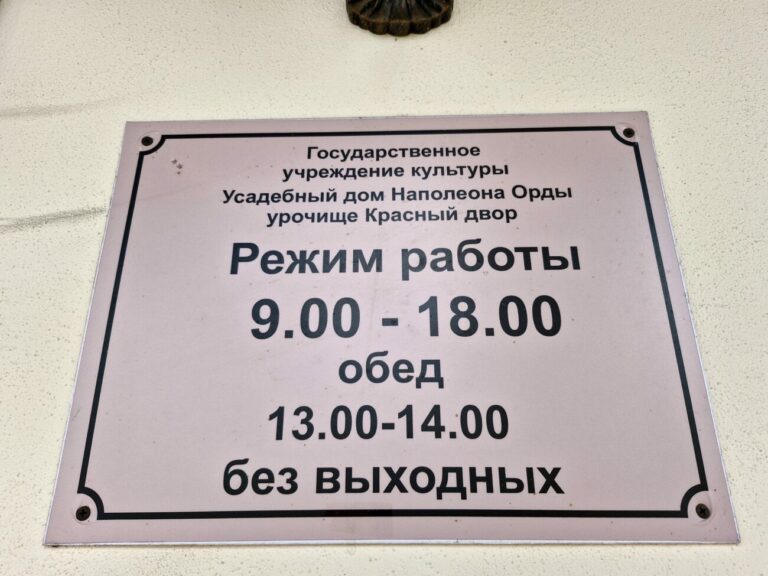 Государственное
учреждение культуры
Усадебный дом Наполеона Орды
урочище Красный двор
Режим работы
9.00 - 18.00
обед
13.00-14.00
без выходных